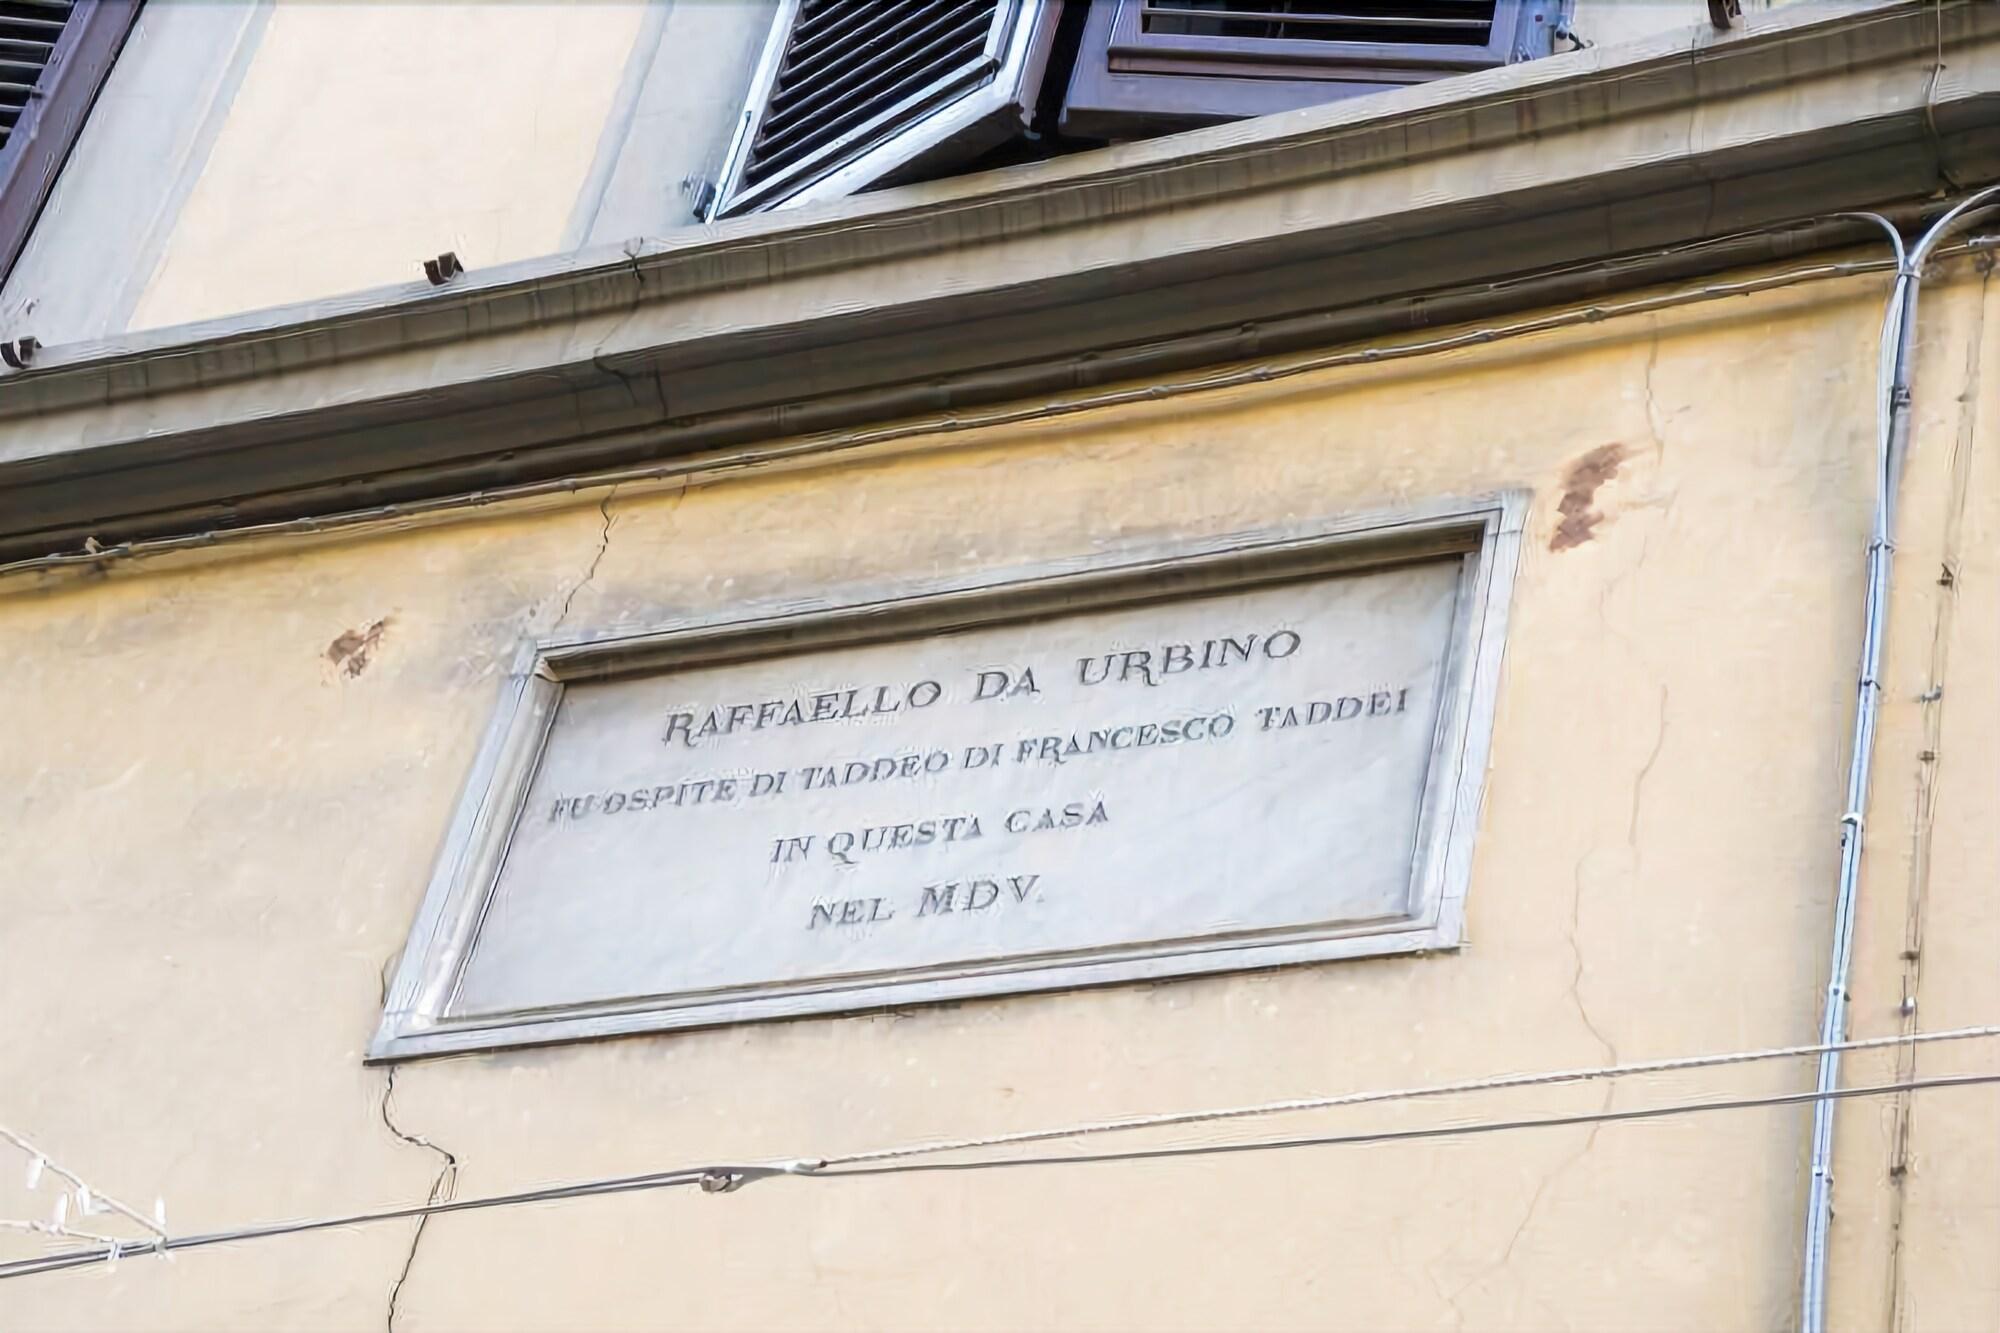 RAFFAELLO DA URBINO
FU OSPITE DI TADDEO DI FRANCESCO TADDEI
IN QUESTA CASA
NEL MDV.